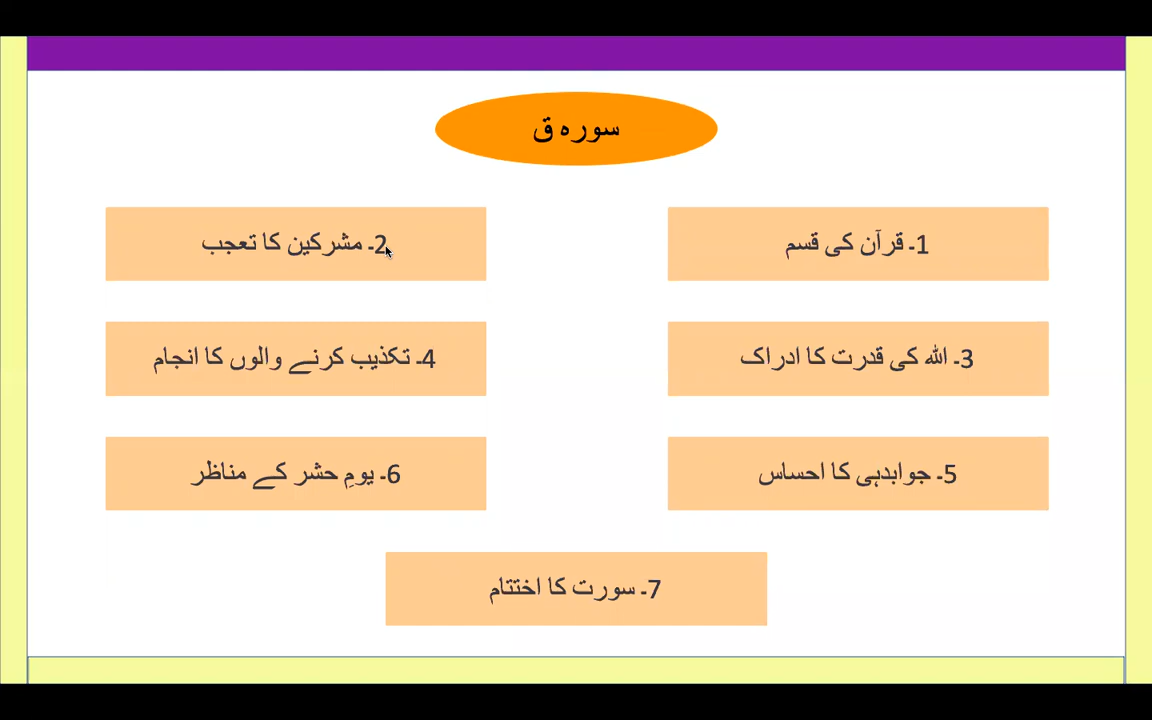 سورہ ق
1۔ قرآن کی قسم
2۔ مشرکین کا تعجب
3۔ اللہ کی قدرت کا ادراک
4۔ تکذیب کرنے والوں کا انجام
5۔ جوابدہی کا احساس
6۔ یومِ حشر کے مناظر
7۔ سورت کا اختتام